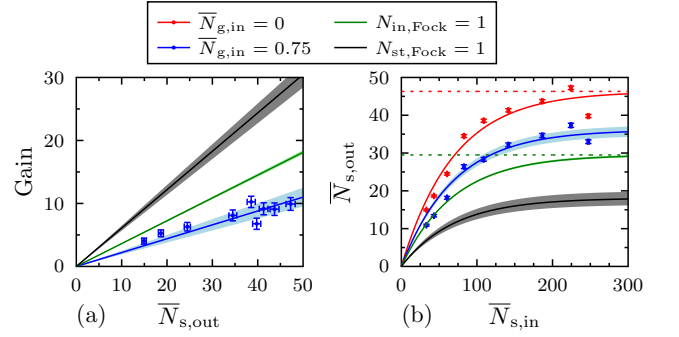 N̅g,in = 0
Nin,Fock = 1
N̅g,in = 0.75
Nst,Fock = 1
Gain
30
20
10
0
0 10 20 30 40 50
(a) N̅s,out
N̅s,out
50
40
30
20
10
0
0 100 200 300
(b) N̅s,in